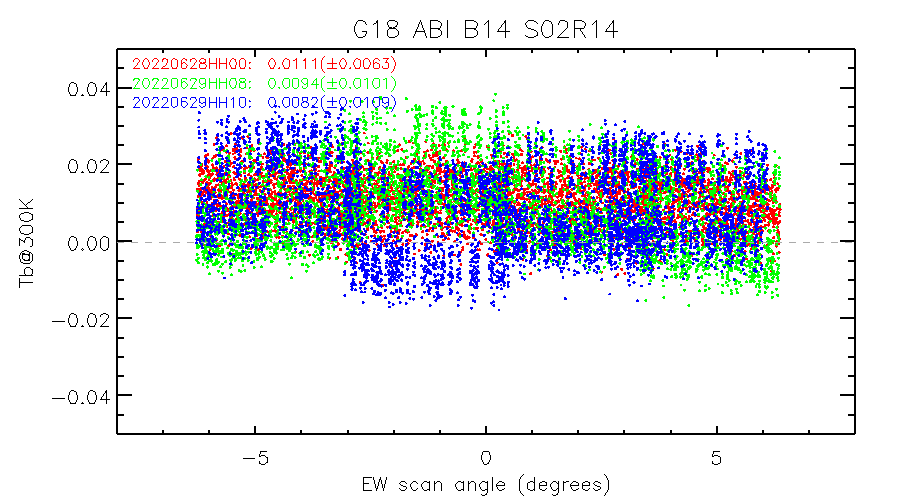 G18 ABI B14 S02R14
20220628HH00: 0.0111(±0.0063)
20220629HH08: 0.0094(±0.0101)
20220629HH10: 0.0082(±0.0109)
0.04
0.02
0.00
−0.02
−0.04
Tb@300K
−5 0 5
EW scan angle (degrees)